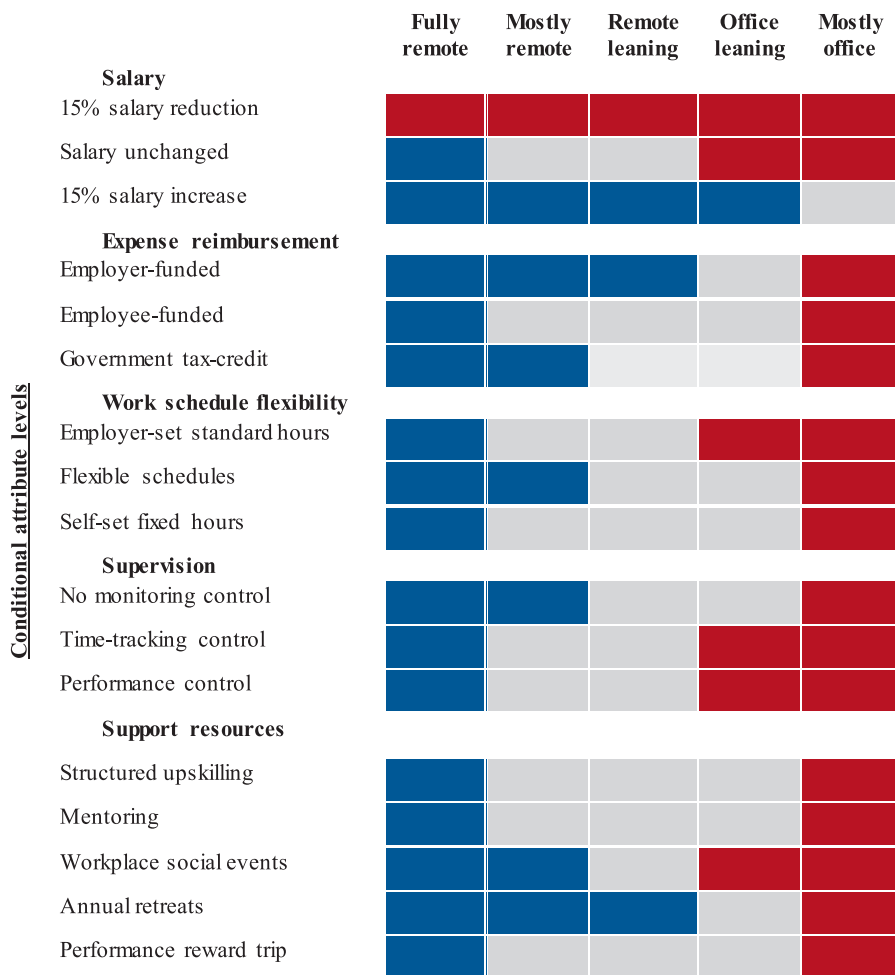 Fully remote
Mostly remote
Remote leaning
Office leaning
Mostly office
Conditional attribute levels
Salary
15% salary reduction
Salary unchanged
15% salary increase
Expense reimbursement
Employer-funded
Employee-funded
Government tax-credit
Work schedule flexibility
Employer-set standard hours
Flexible schedules
Self-set fixed hours
Supervision
No monitoring control
Time-tracking control
Performance control
Support resources
Structured upskilling
Mentoring
Workplace social events
Annual retreats
Performance reward trip